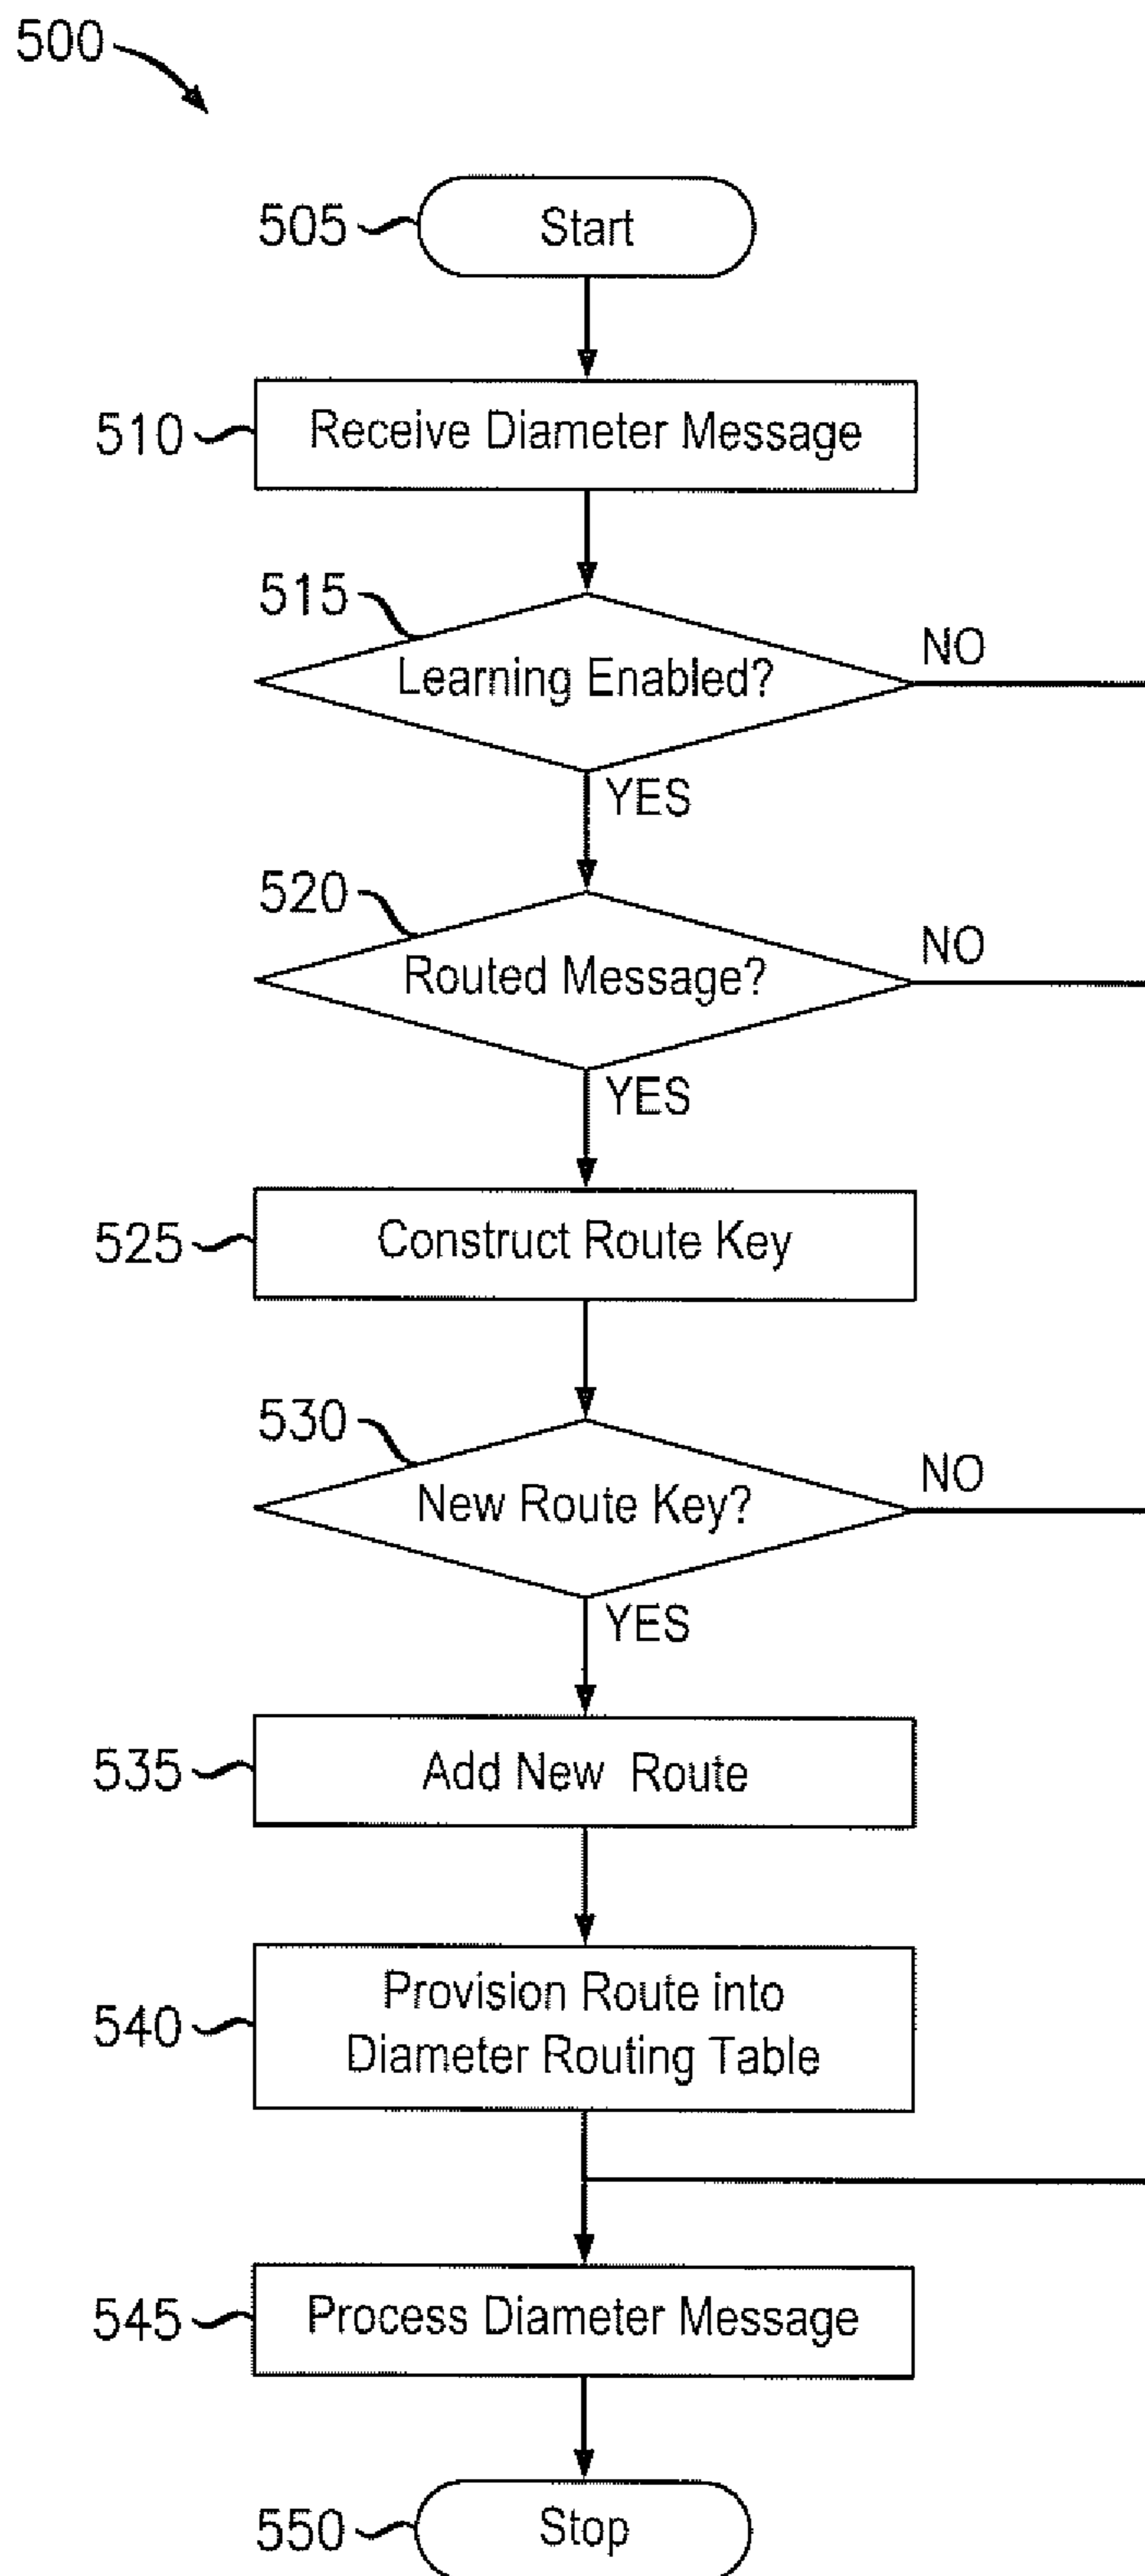 500
505
Start
510
Receive Diameter Message
515
Learning Enabled?
NO
YES
520
Routed Message?
NO
YES
525
Construct Route Key
530
New Route Key?
NO
YES
535
Add New Route
540
Provision Route into
Diameter Routing Table
545
Process Diameter Message
550
Stop